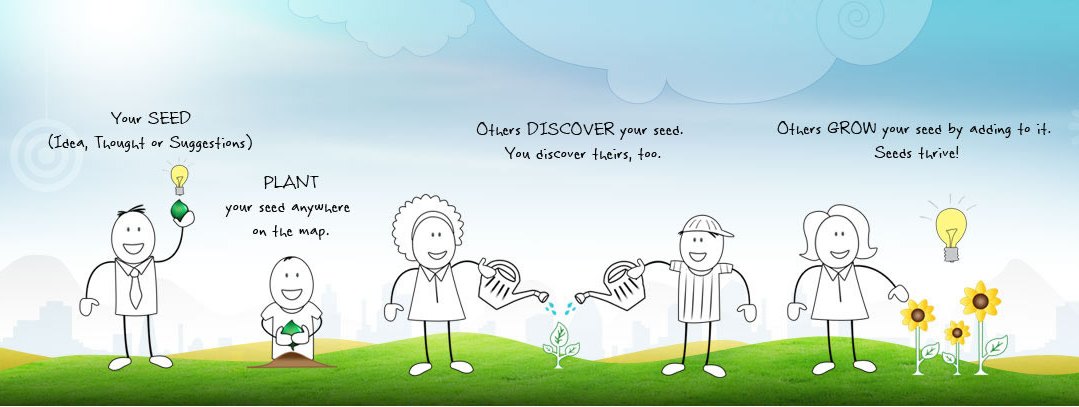 Your SEED
(Idea, Thought or Suggestions)
PLANT
your seed anywhere
on the map.
Others DISCOVER your seed.
You discover theirs, too.
Others GROW your seed by adding to it.
Seeds thrive!